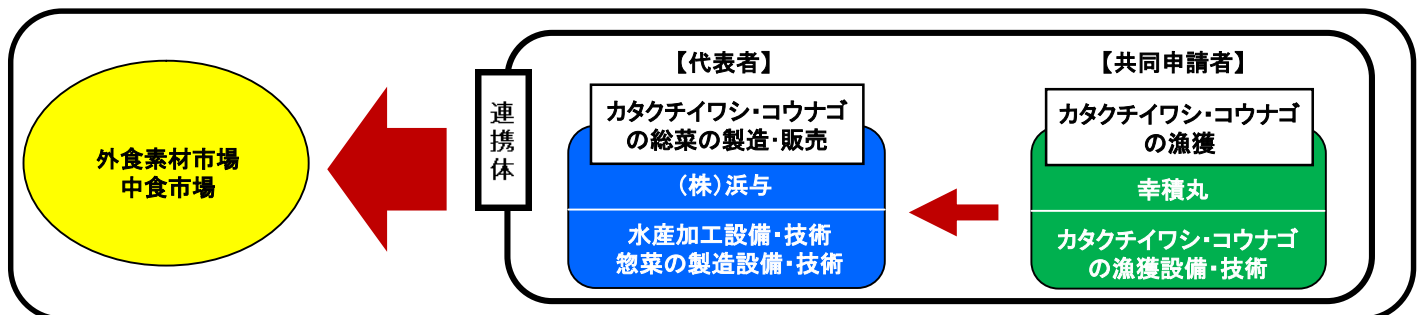 外食素材市場
中食市場
連携体
【代表者】
カタクチイワシ・コウナゴ
の総菜の製造・販売
(株)浜与
水産加工設備・技術
惣菜の製造設備・技術
【共同申請者】
カタクチイワシ・コウナゴ
の漁獲
幸積丸
カタクチイワシ・コウナゴ
の漁獲設備・技術